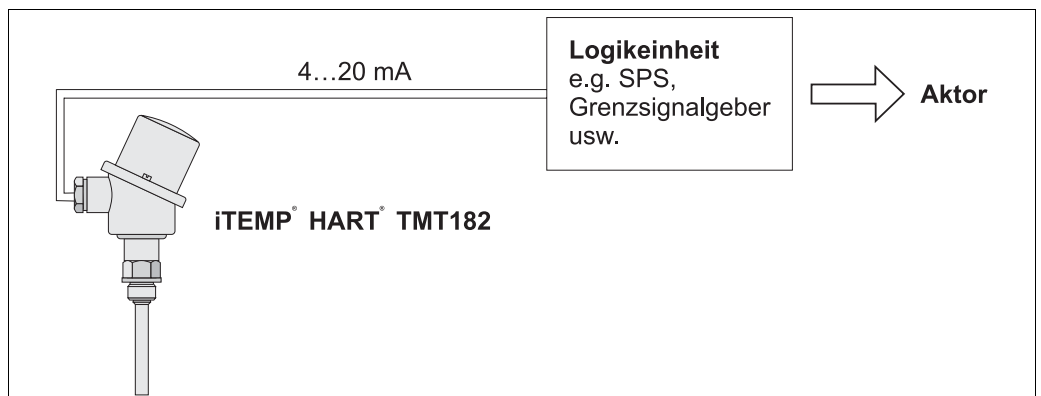 4…20 mA
Logikeinheit
e.g. SPS,
Grenzsignalgeber
usw.
Aktor
iTEMP® HART® TMT182